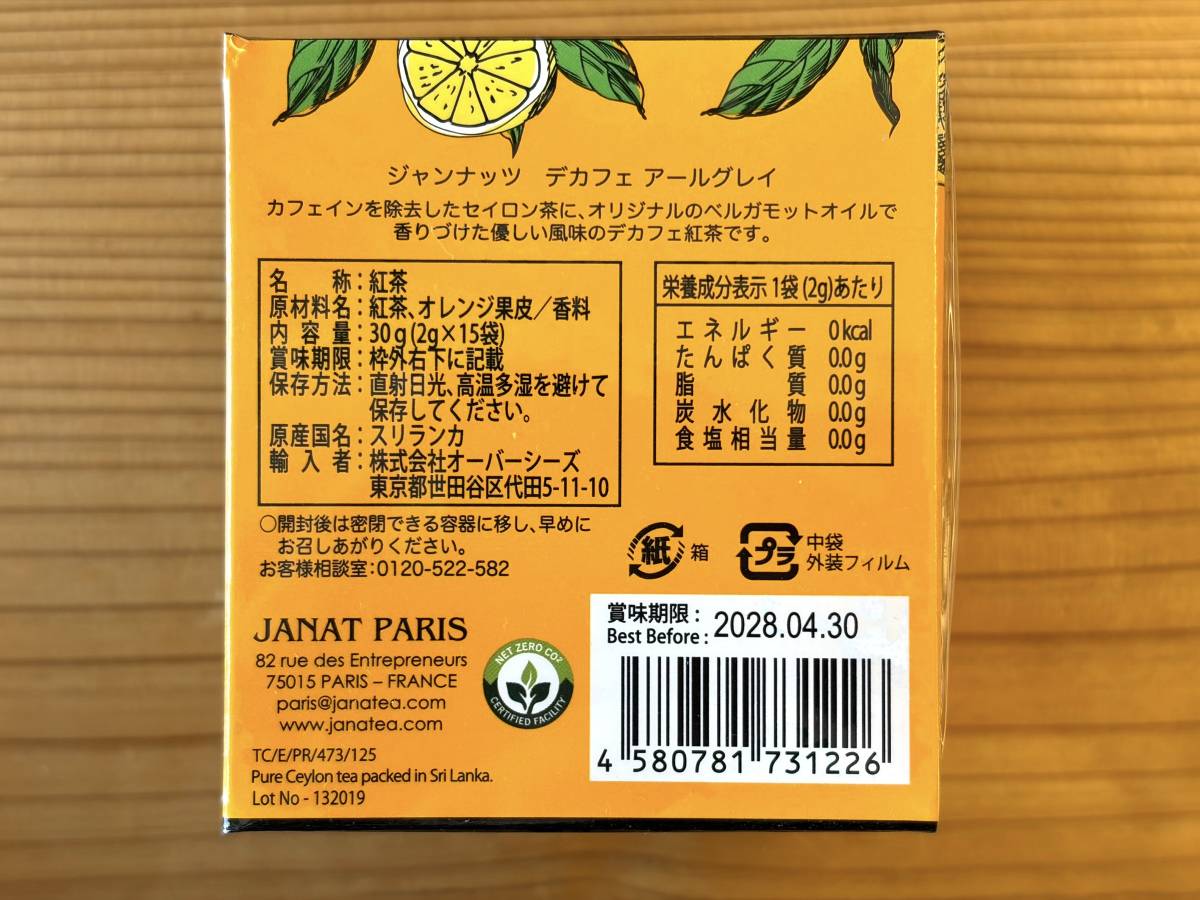 ジャンナッツ　デカフェ アールグレイ
カフェインを除去したセイロン茶に、オリジナルのベルガモットオイルで
香りづけた優しい風味のデカフェ紅茶です。
名称：紅茶
原材料名：紅茶、オレンジ果皮／香料
内容量：30g (2g×15袋)
賞味期限：枠外右下に記載
保存方法：直射日光、高温多湿を避けて
保存してください。
原産国名：スリランカ
輸入者：株式会社オーバーシーズ
東京都世田谷区代田5-11-10
栄養成分表示 1袋 (2g)あたり
エネルギー 0kcal
たんぱく質 0.0g
脂質 0.0g
炭水化物 0.0g
食塩相当量 0.0g
○開封後は密閉できる容器に移し、早めに
お召しあがりください。
お客様相談室：0120-522-582
紙 箱
プラ 中袋
外装フィルム
JANAT PARIS
82 rue des Entrepreneurs
75015 PARIS – FRANCE
paris@janatea.com
www.janatea.com
NET ZERO CO²
CERTIFIED FACILITY
賞味期限：
Best Before : 2028.04.30
4 580781 731226
TC/E/PR/473/125
Pure Ceylon tea packed in Sri Lanka.
Lot No - 132019